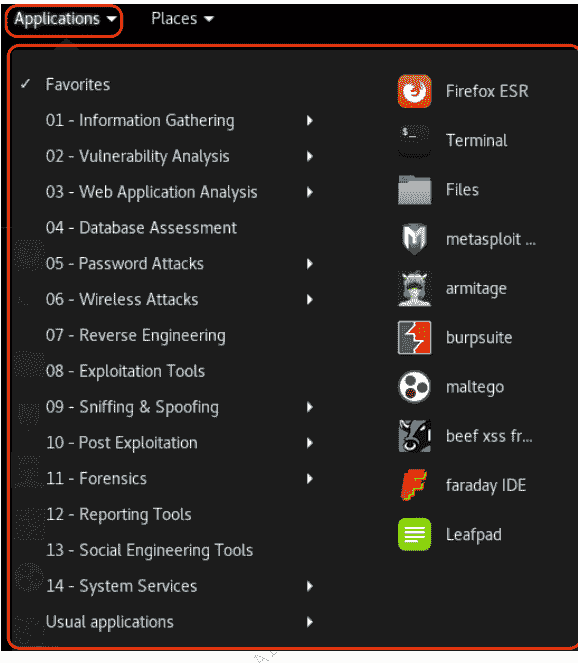 Applications Places
Favorites
01 - Information Gathering
02 - Vulnerability Analysis
03 - Web Application Analysis
04 - Database Assessment
05 - Password Attacks
06 - Wireless Attacks
07 - Reverse Engineering
08 - Exploitation Tools
09 - Sniffing & Spoofing
10 - Post Exploitation
11 - Forensics
12 - Reporting Tools
13 - Social Engineering Tools
14 - System Services
Usual applications
Firefox ESR
Terminal
Files
metasploit ...
armitage
burpsuite
maltego
beef xss fr...
faraday IDE
Leafpad